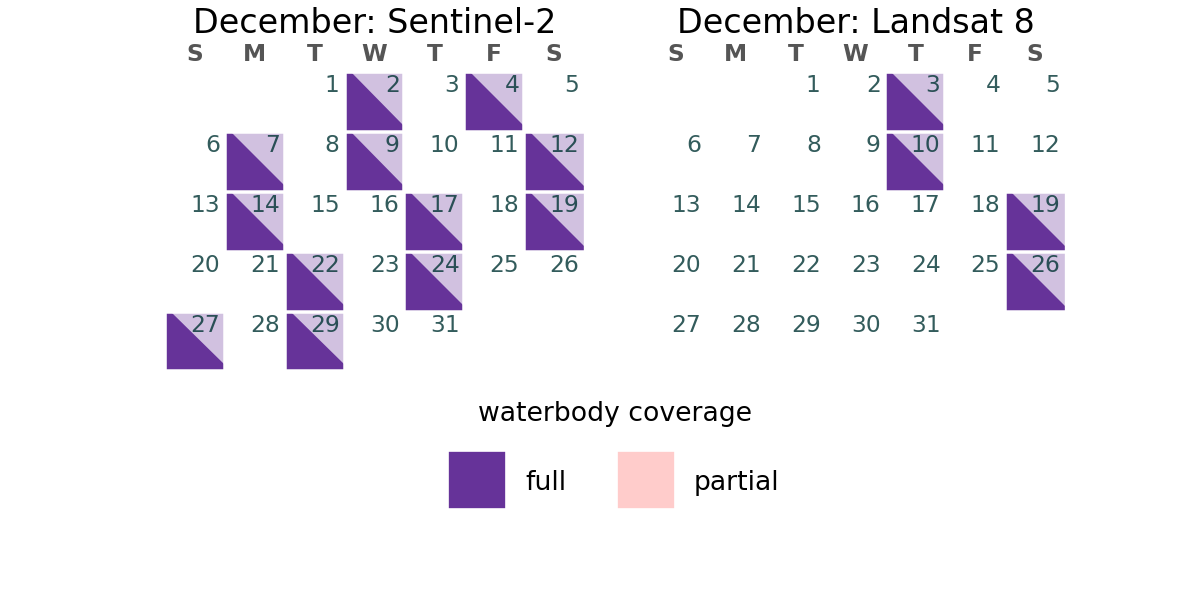 December: Sentinel-2
S M T W T F S
1 2 3 4 5
6 7 8 9 10 11 12
13 14 15 16 17 18 19
20 21 22 23 24 25 26
27 28 29 30 31
December: Landsat 8
S M T W T F S
1 2 3 4 5
6 7 8 9 10 11 12
13 14 15 16 17 18 19
20 21 22 23 24 25 26
27 28 29 30 31
waterbody coverage
full partial